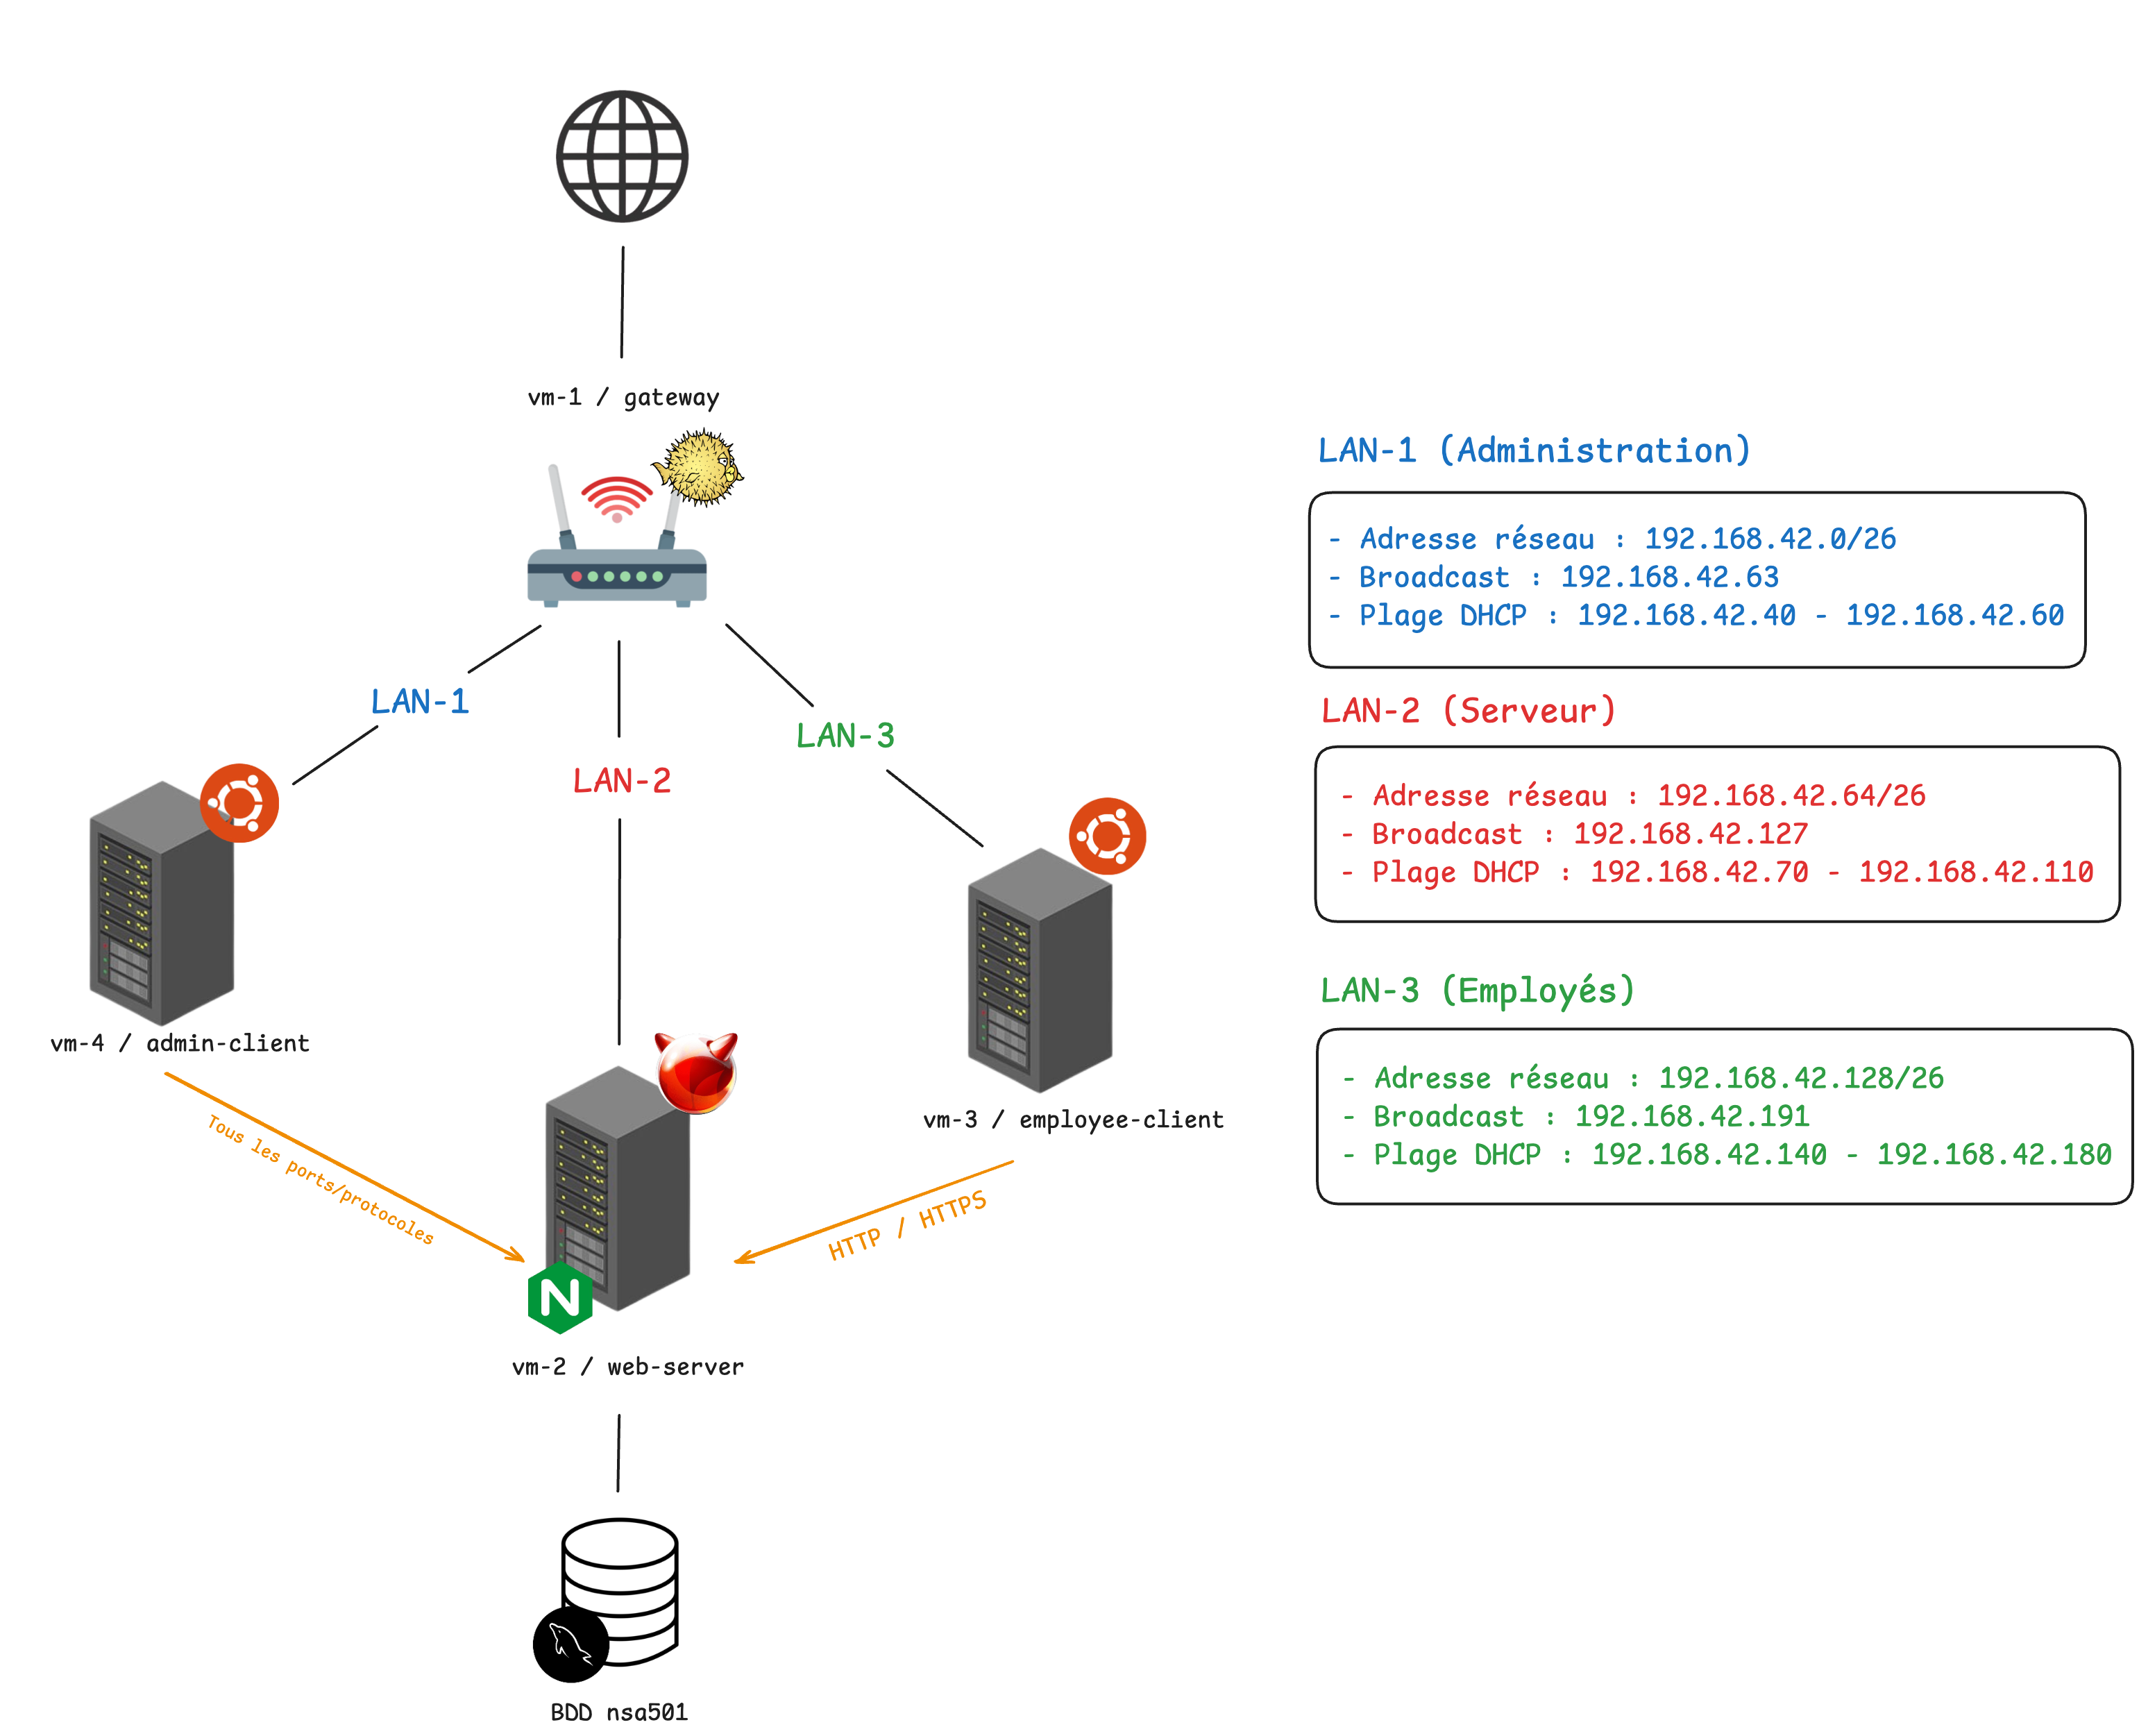 vm-1 / gateway
LAN-1
LAN-2
LAN-3
vm-4 / admin-client
vm-3 / employee-client
Tous les ports/protocoles
HTTP / HTTPS
N
vm-2 / web-server
BDD nsa501
LAN-1 (Administration)
- Adresse réseau : 192.168.42.0/26
- Broadcast : 192.168.42.63
- Plage DHCP : 192.168.42.40 - 192.168.42.60
LAN-2 (Serveur)
- Adresse réseau : 192.168.42.64/26
- Broadcast : 192.168.42.127
- Plage DHCP : 192.168.42.70 - 192.168.42.110
LAN-3 (Employés)
- Adresse réseau : 192.168.42.128/26
- Broadcast : 192.168.42.191
- Plage DHCP : 192.168.42.140 - 192.168.42.180